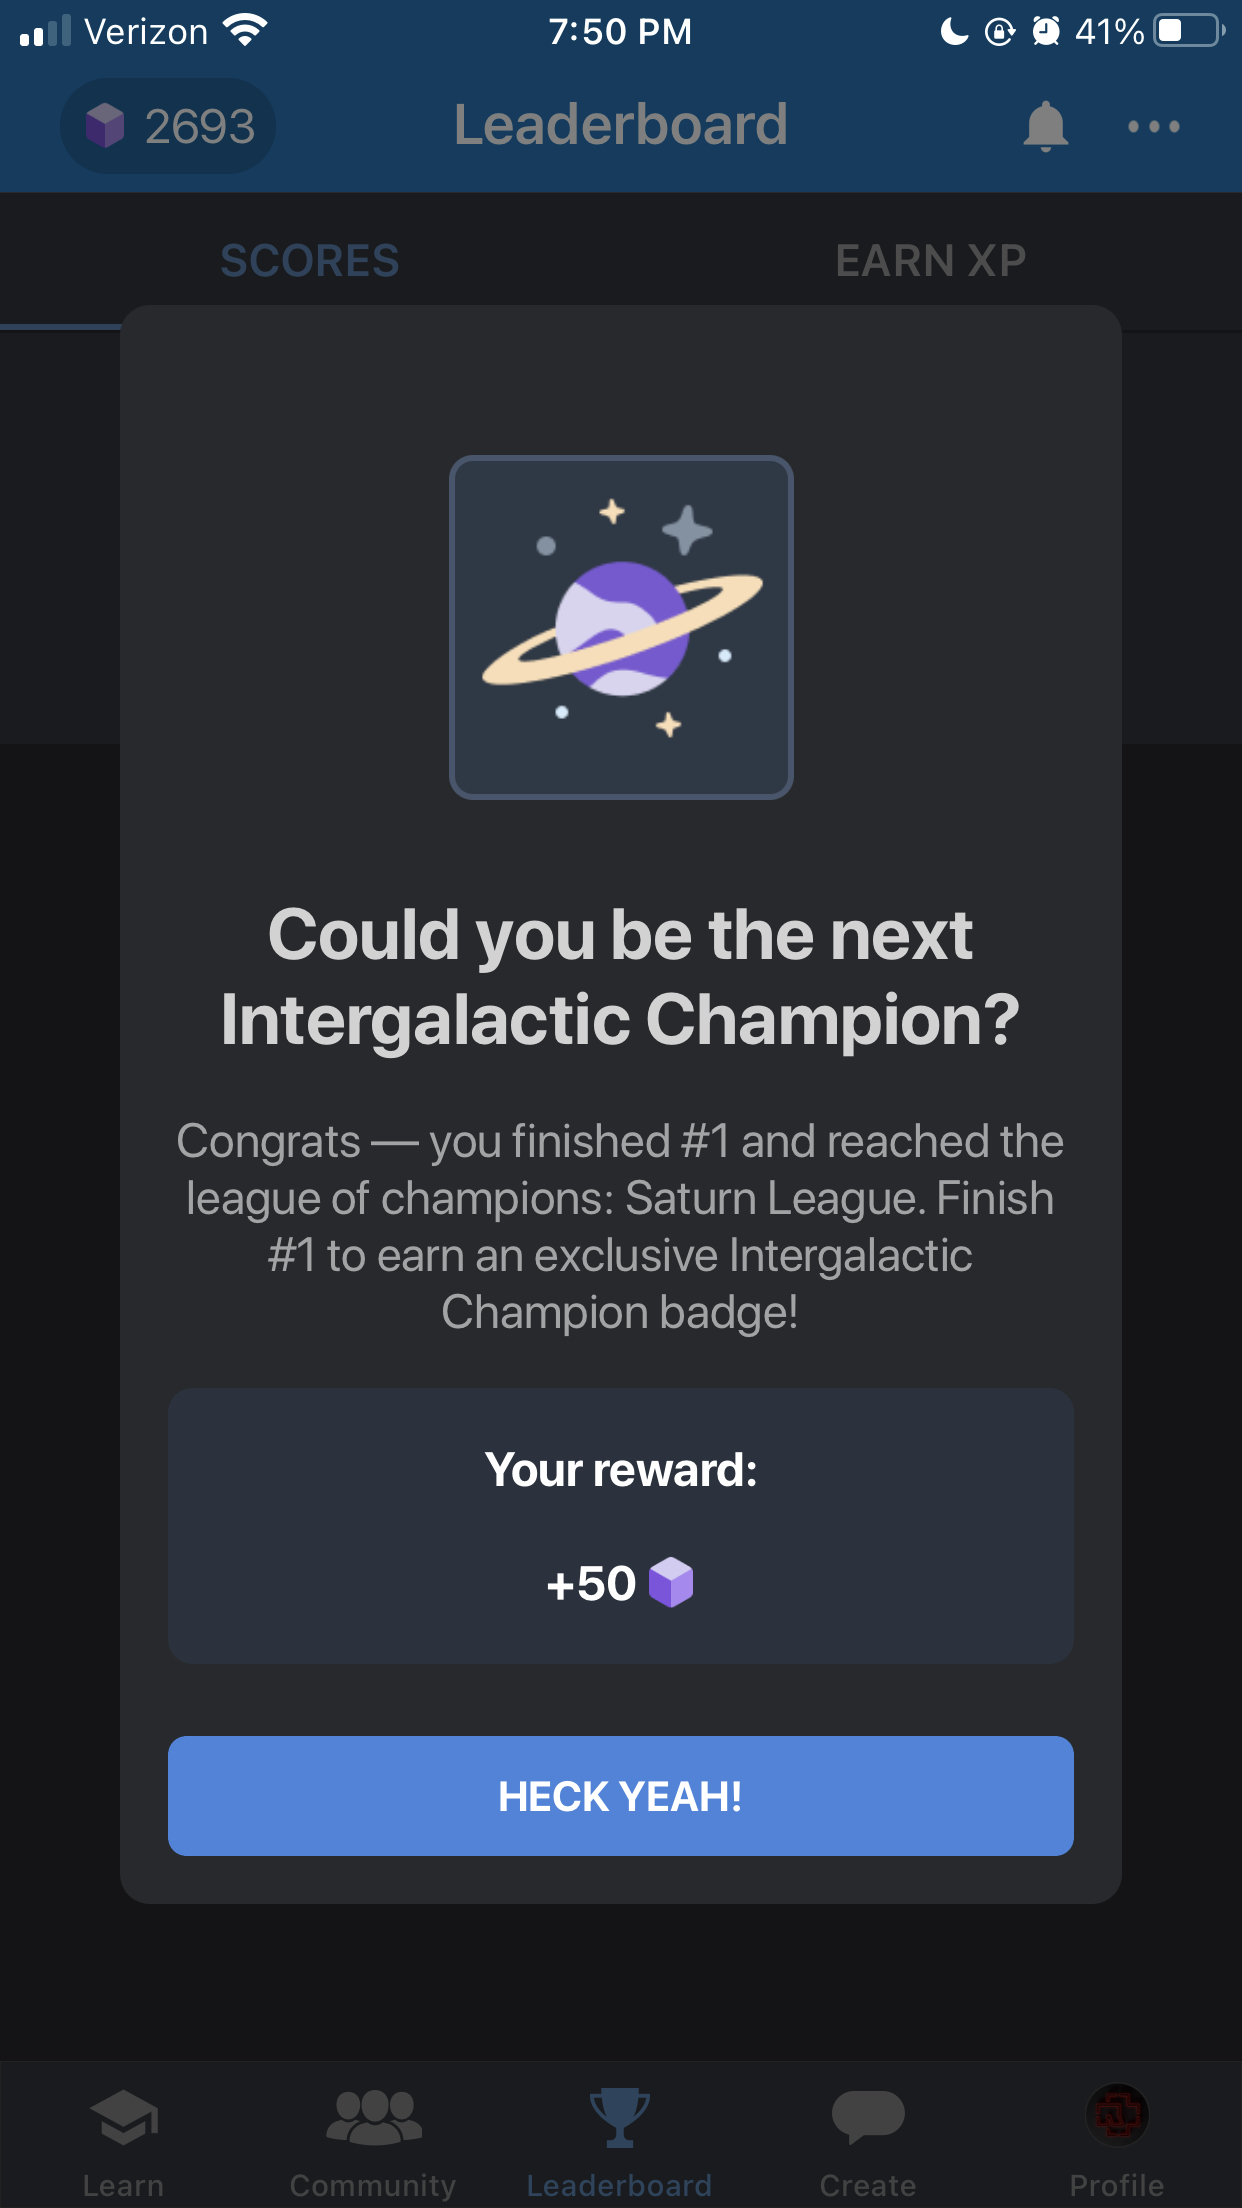 Verizon 7:50 PM 41%
2693 Leaderboard
SCORES EARN XP
Could you be the next
Intergalactic Champion?
Congrats — you finished #1 and reached the
league of champions: Saturn League. Finish
#1 to earn an exclusive Intergalactic
Champion badge!
Your reward:
+50
HECK YEAH!
Learn Community Leaderboard Create Profile